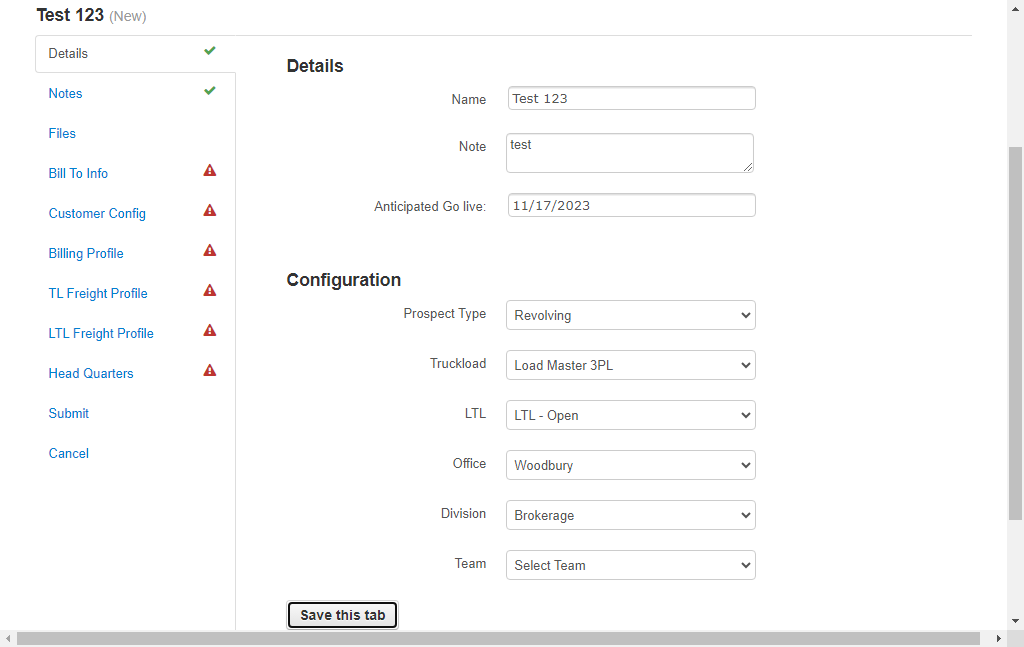 Test 123 (New)
Details
Notes
Files
Bill To Info
Customer Config
Billing Profile
TL Freight Profile
LTL Freight Profile
Head Quarters
Submit
Cancel
Details
Name Test 123
Note test
Anticipated Go live: 11/17/2023
Configuration
Prospect Type Revolving
Truckload Load Master 3PL
LTL LTL - Open
Office Woodbury
Division Brokerage
Team Select Team
Save this tab